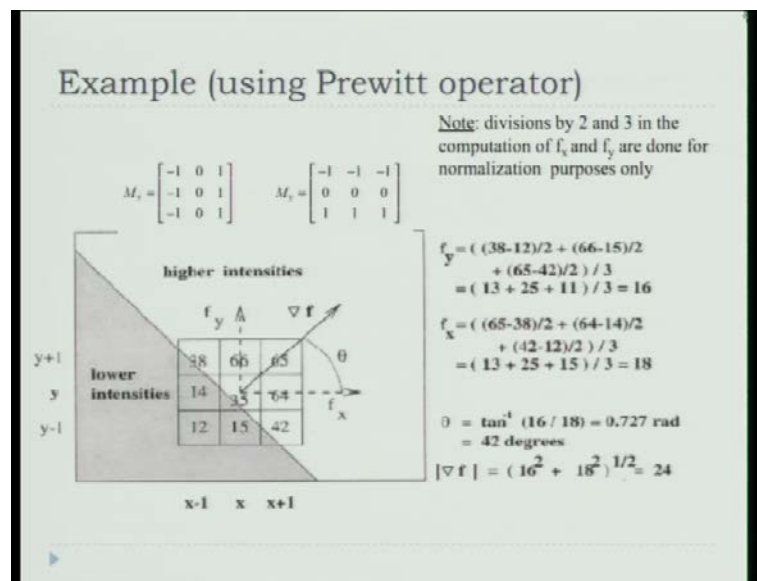 Example (using Prewitt operator)
Note: divisions by 2 and 3 in the
computation of fx and fy are done for
normalization purposes only
-1 0 1
Mx = -1 0 1
-1 0 1
-1 -1 -1
My = 0 0 0
1 1 1
higher intensities
fy ∇f
y+1 38 66 65 θ
lower
y intensities 14 35 64
fx
y-1 12 15 42
x-1 x x+1
fy = ( (38-12)/2 + (66-15)/2
+ (65-42)/2 ) / 3
= ( 13 + 25 + 11 ) / 3 = 16
fx = ( (65-38)/2 + (64-14)/2
+ (42-12)/2 ) / 3
= ( 13 + 25 + 15 ) / 3 = 18
θ = tan-1 (16 / 18) = 0.727 rad
= 42 degrees
|∇f| = ( 16^2 + 18^2 )^1/2 = 24